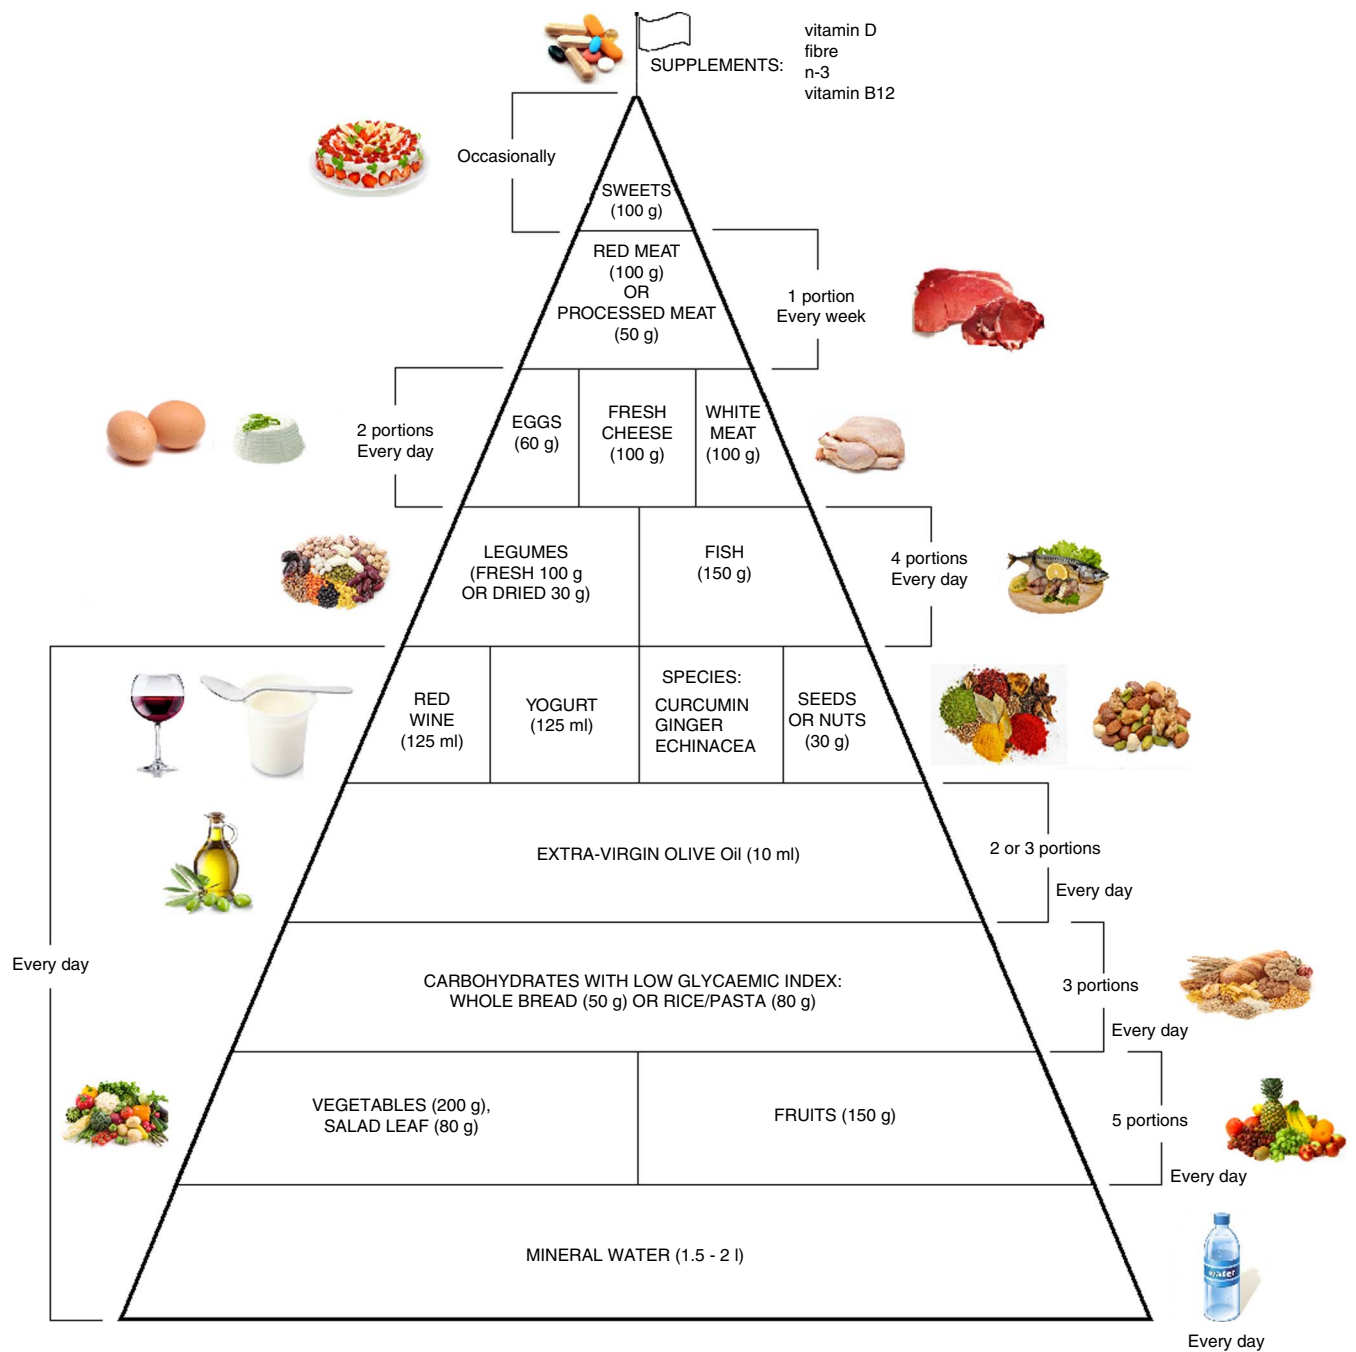 vitamin D
fibre
n-3
vitamin B12
SUPPLEMENTS:
Occasionally
SWEETS
(100 g)
RED MEAT
(100 g)
OR
PROCESSED MEAT
(50 g)
1 portion
Every week
2 portions
Every day
EGGS
(60 g)
FRESH
CHEESE
(100 g)
WHITE
MEAT
(100 g)
LEGUMES
(FRESH 100 g
OR DRIED 30 g)
FISH
(150 g)
4 portions
Every day
RED
WINE
(125 ml)
YOGURT
(125 ml)
SPECIES:
CURCUMIN
GINGER
ECHINACEA
SEEDS
OR NUTS
(30 g)
EXTRA-VIRGIN OLIVE Oil (10 ml)
2 or 3 portions
Every day
Every day
CARBOHYDRATES WITH LOW GLYCAEMIC INDEX:
WHOLE BREAD (50 g) OR RICE/PASTA (80 g)
3 portions
Every day
VEGETABLES (200 g),
SALAD LEAF (80 g)
FRUITS (150 g)
5 portions
Every day
MINERAL WATER (1.5 - 2 l)
water
Every day